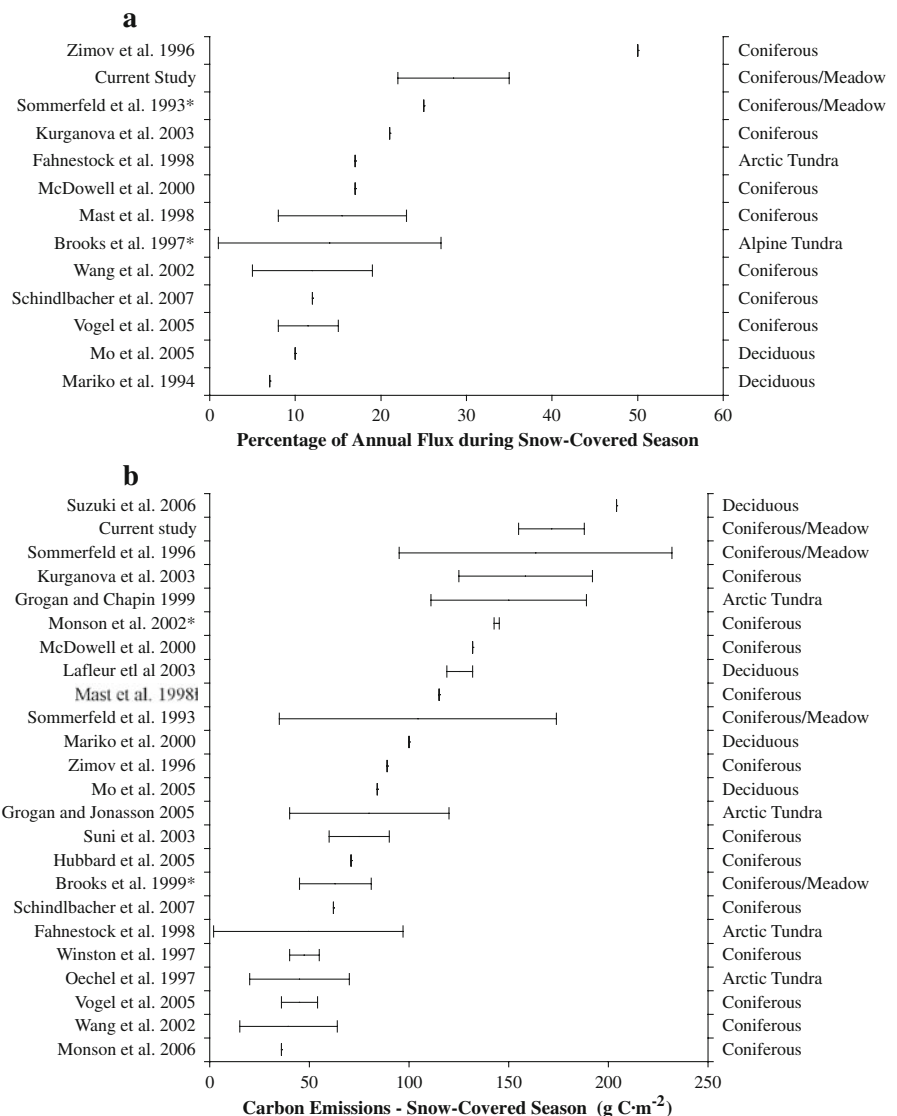 a
Zimov et al. 1996 Coniferous
Current Study Coniferous/Meadow
Sommerfeld et al. 1993* Coniferous/Meadow
Kurganova et al. 2003 Coniferous
Fahnestock et al. 1998 Arctic Tundra
McDowell et al. 2000 Coniferous
Mast et al. 1998 Coniferous
Brooks et al. 1997* Alpine Tundra
Wang et al. 2002 Coniferous
Schindlbacher et al. 2007 Coniferous
Vogel et al. 2005 Coniferous
Mo et al. 2005 Deciduous
Mariko et al. 1994 Deciduous
0 10 20 30 40 50 60
Percentage of Annual Flux during Snow-Covered Season
b
Suzuki et al. 2006 Deciduous
Current study Coniferous/Meadow
Sommerfeld et al. 1996 Coniferous/Meadow
Kurganova et al. 2003 Coniferous
Grogan and Chapin 1999 Arctic Tundra
Monson et al. 2002* Coniferous
McDowell et al. 2000 Coniferous
Lafleur etl al 2003 Deciduous
Mast et al. 1998 Coniferous
Sommerfeld et al. 1993 Coniferous/Meadow
Mariko et al. 2000 Deciduous
Zimov et al. 1996 Coniferous
Mo et al. 2005 Deciduous
Grogan and Jonasson 2005 Arctic Tundra
Suni et al. 2003 Coniferous
Hubbard et al. 2005 Coniferous
Brooks et al. 1999* Coniferous/Meadow
Schindlbacher et al. 2007 Coniferous
Fahnestock et al. 1998 Arctic Tundra
Winston et al. 1997 Coniferous
Oechel et al. 1997 Arctic Tundra
Vogel et al. 2005 Coniferous
Wang et al. 2002 Coniferous
Monson et al. 2006 Coniferous
0 50 100 150 200 250
Carbon Emissions - Snow-Covered Season (g C·m⁻²)